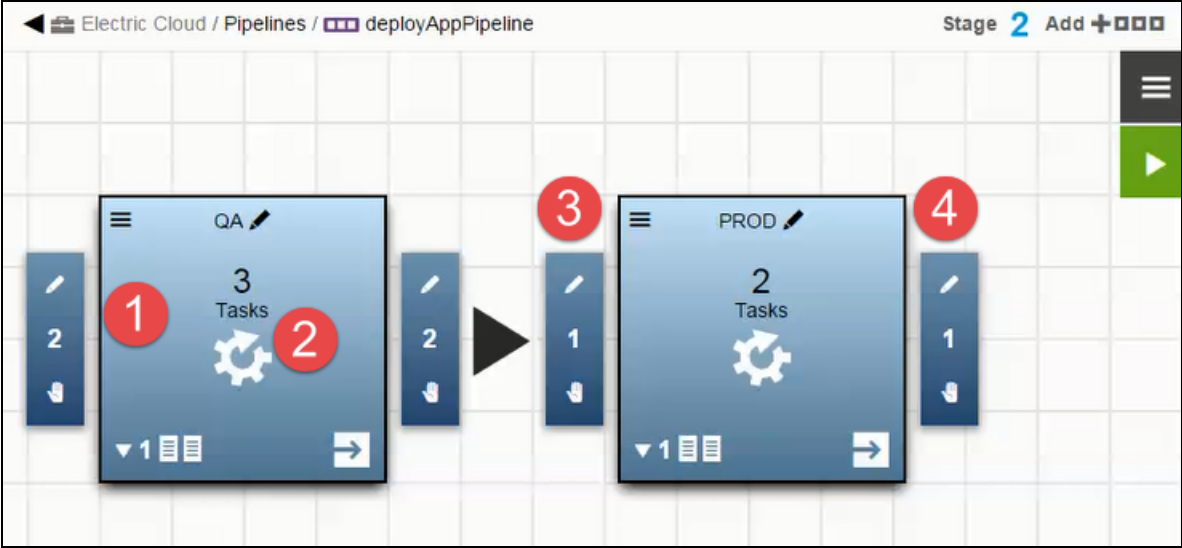 Electric Cloud / Pipelines / deployAppPipeline
Stage 2 Add
3
4
QA
PROD
3
Tasks
2
Tasks
1
2
2
2
1
1
1
1